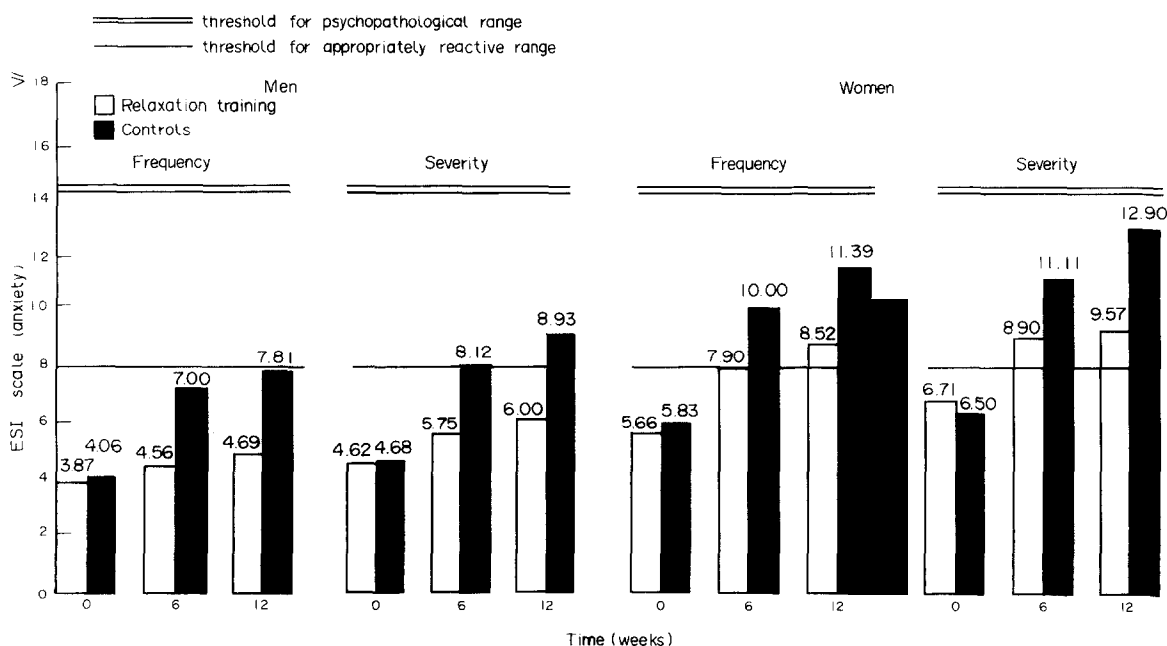 threshold for psychopathological range
threshold for appropriately reactive range
Men
Women
Relaxation training
Controls
Frequency
Severity
Frequency
Severity
ESI scale (anxiety)
18
16
14
12
10
8
6
4
2
0
3.87
4.06
4.56
7.00
4.69
7.81
4.62
4.68
5.75
8.12
6.00
8.93
5.66
5.83
7.90
10.00
8.52
11.39
6.71
6.50
8.90
11.11
9.57
12.90
0 6 12 0 6 12 0 6 12 0 6 12
Time (weeks)